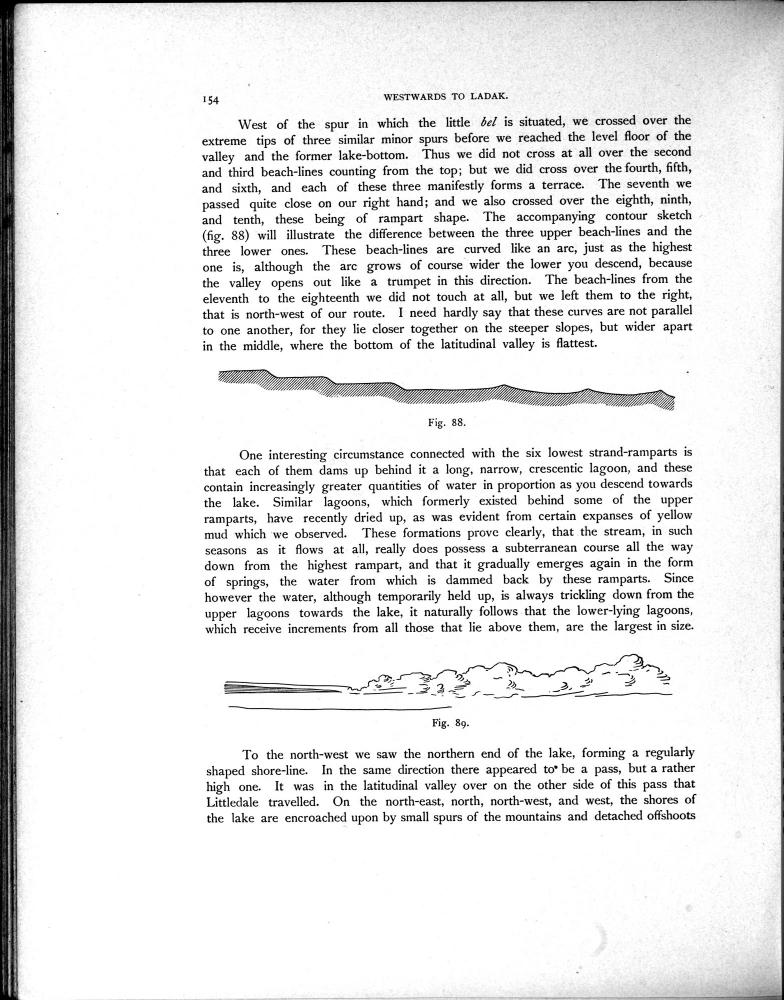 154
WESTWARDS TO LADAK.
West of the spur in which the little bel is situated, we crossed over the
extreme tips of three similar minor spurs before we reached the level floor of the
valley and the former lake-bottom. Thus we did not cross at all over the second
and third beach-lines counting from the top; but we did cross over the fourth, fifth,
and sixth, and each of these three manifestly forms a terrace. The seventh we
passed quite close on our right hand; and we also crossed over the eighth, ninth,
and tenth, these being of rampart shape. The accompanying contour sketch
(fig. 88) will illustrate the difference between the three upper beach-lines and the
three lower ones. These beach-lines are curved like an arc, just as the highest
one is, although the arc grows of course wider the lower you descend, because
the valley opens out like a trumpet in this direction. The beach-lines from the
eleventh to the eighteenth we did not touch at all, but we left them to the right,
that is north-west of our route. I need hardly say that these curves are not parallel
to one another, for they lie closer together on the steeper slopes, but wider apart
in the middle, where the bottom of the latitudinal valley is flattest.
Fig. 88.
One interesting circumstance connected with the six lowest strand-ramparts is
that each of them dams up behind it a long, narrow, crescentic lagoon, and these
contain increasingly greater quantities of water in proportion as you descend towards
the lake. Similar lagoons, which formerly existed behind some of the upper
ramparts, have recently dried up, as was evident from certain expanses of yellow
mud which we observed. These formations prove clearly, that the stream, in such
seasons as it flows at all, really does possess a subterranean course all the way
down from the highest rampart, and that it gradually emerges again in the form
of springs, the water from which is dammed back by these ramparts. Since
however the water, although temporarily held up, is always trickling down from the
upper lagoons towards the lake, it naturally follows that the lower-lying lagoons,
which receive increments from all those that lie above them, are the largest in size.
Fig. 89.
To the north-west we saw the northern end of the lake, forming a regularly
shaped shore-line. In the same direction there appeared to be a pass, but a rather
high one. It was in the latitudinal valley over on the other side of this pass that
Littledale travelled. On the north-east, north, north-west, and west, the shores of
the lake are encroached upon by small spurs of the mountains and detached offshoots